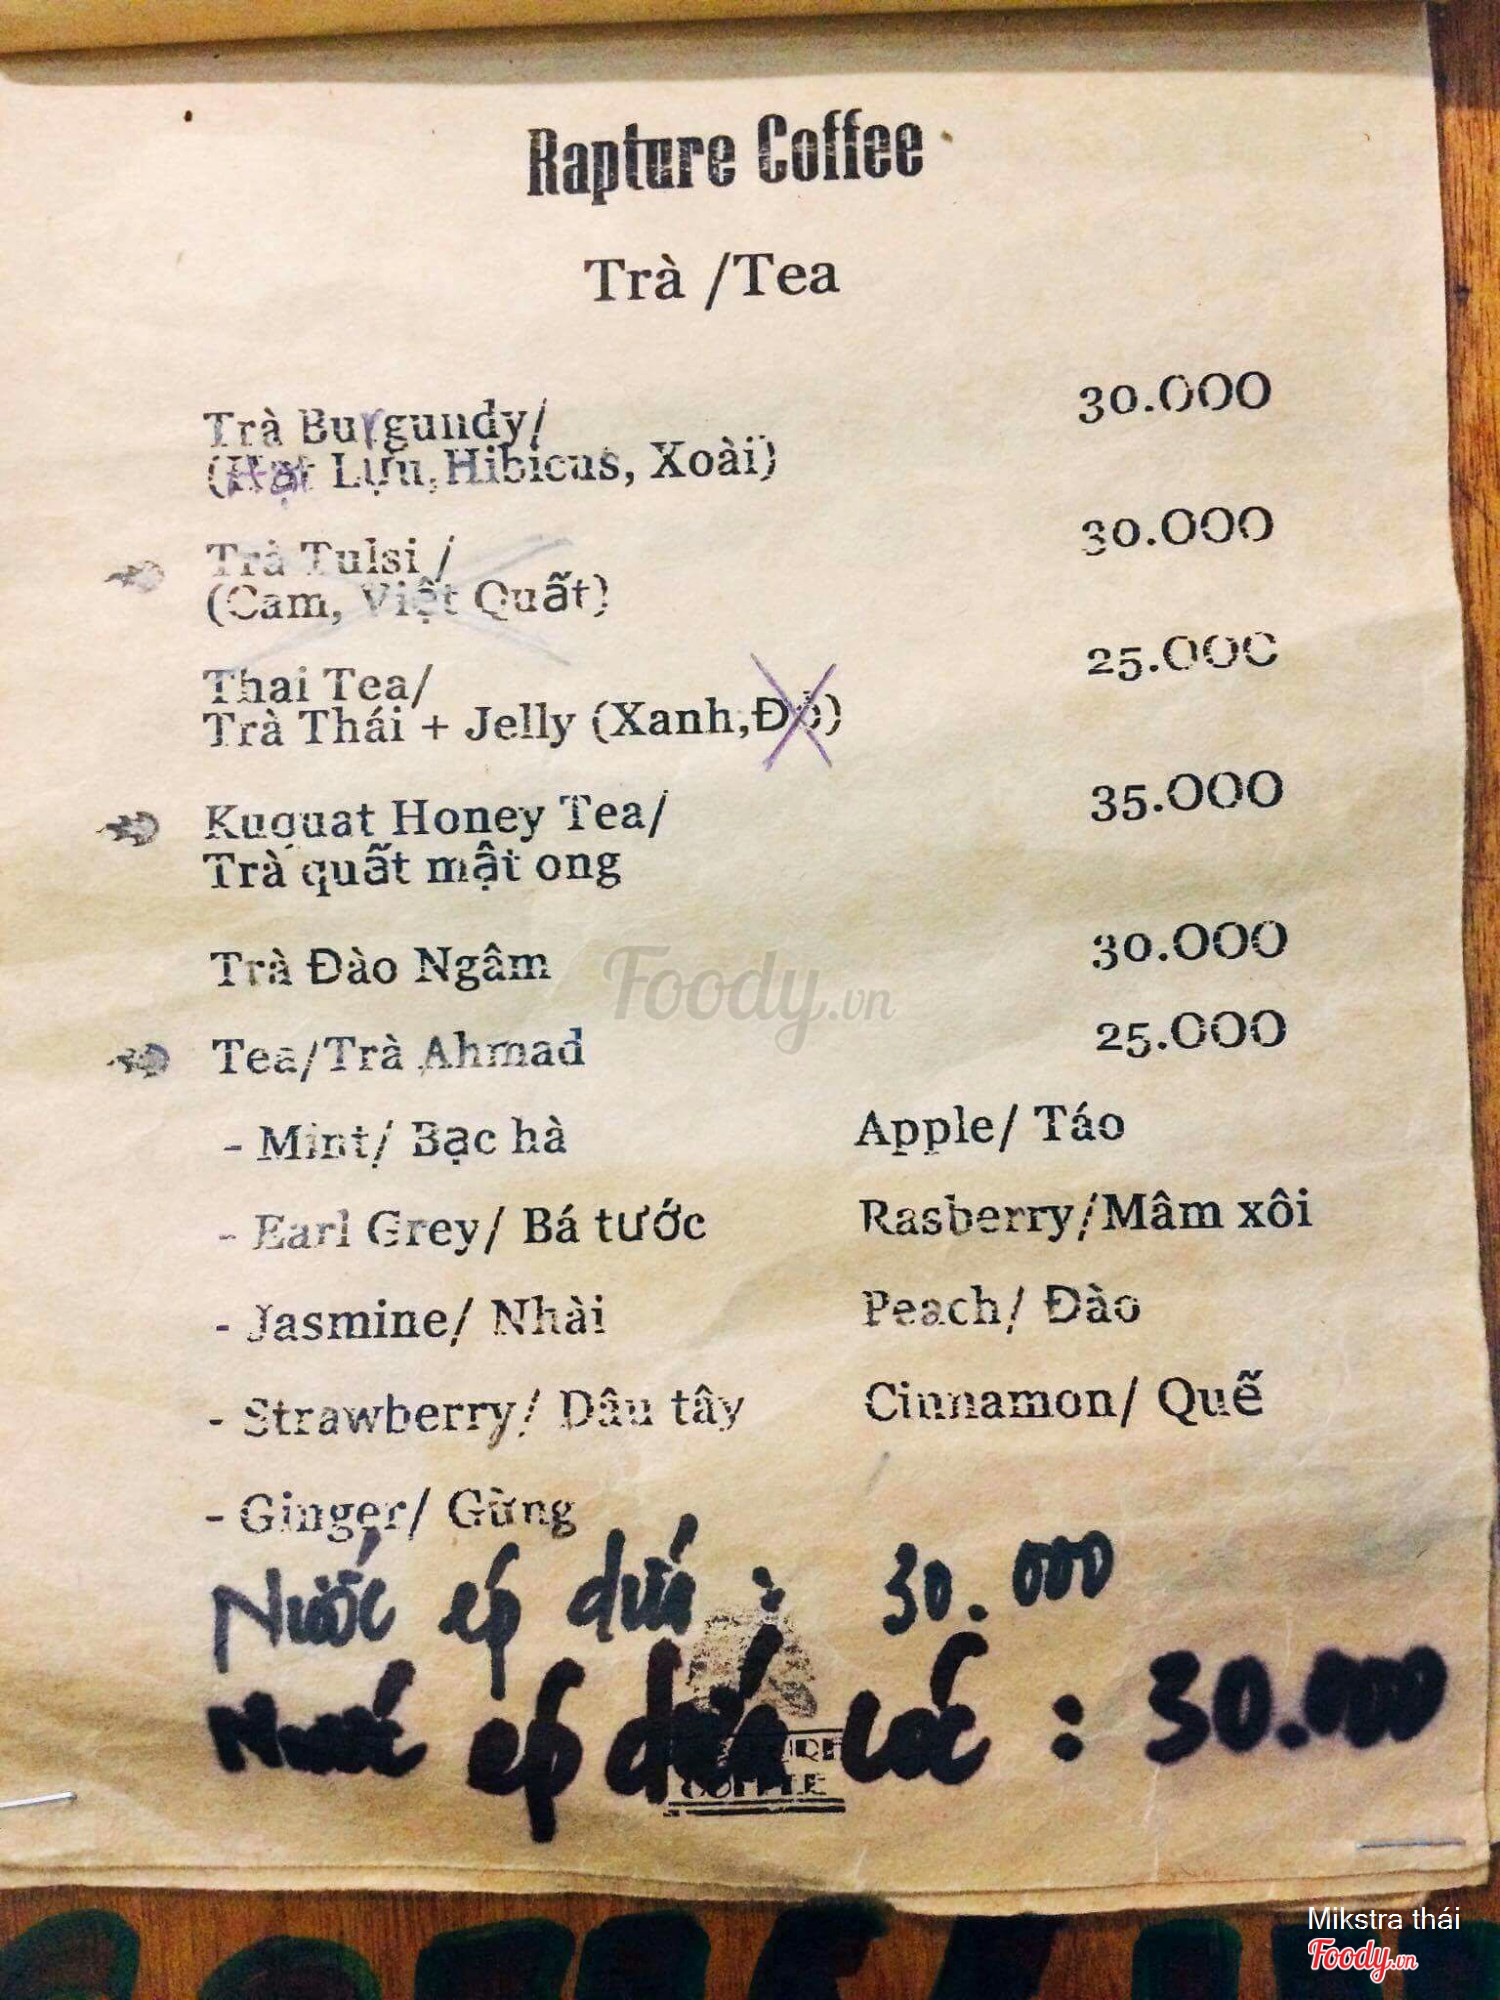 Rapture Coffee
Trà /Tea
Trà Burgundy/ 30.000
(Hạt Lựu, Hibicus, Xoài)
Trà Tulsi / 30.000
(Cam, Việt Quất)
Thai Tea/ 25.000
Trà Thái + Jelly (Xanh,Đỏ)
Kuquat Honey Tea/ 35.000
Trà quất mật ong
Trà Đào Ngâm 30.000
Foody.vn
Tea/Trà Ahmad 25.000
- Mint/ Bạc hà Apple/ Táo
- Earl Grey/ Bá tước Rasberry/Mâm xôi
- Jasmine/ Nhài Peach/ Đào
- Strawberry/ Dâu tây Cinnamon/ Quế
- Ginger/ Gừng
Nước ép dứa : 30.000
Nước ép dứa cóc : 30.000
COFFEE
Mikstra thái
Foody.vn